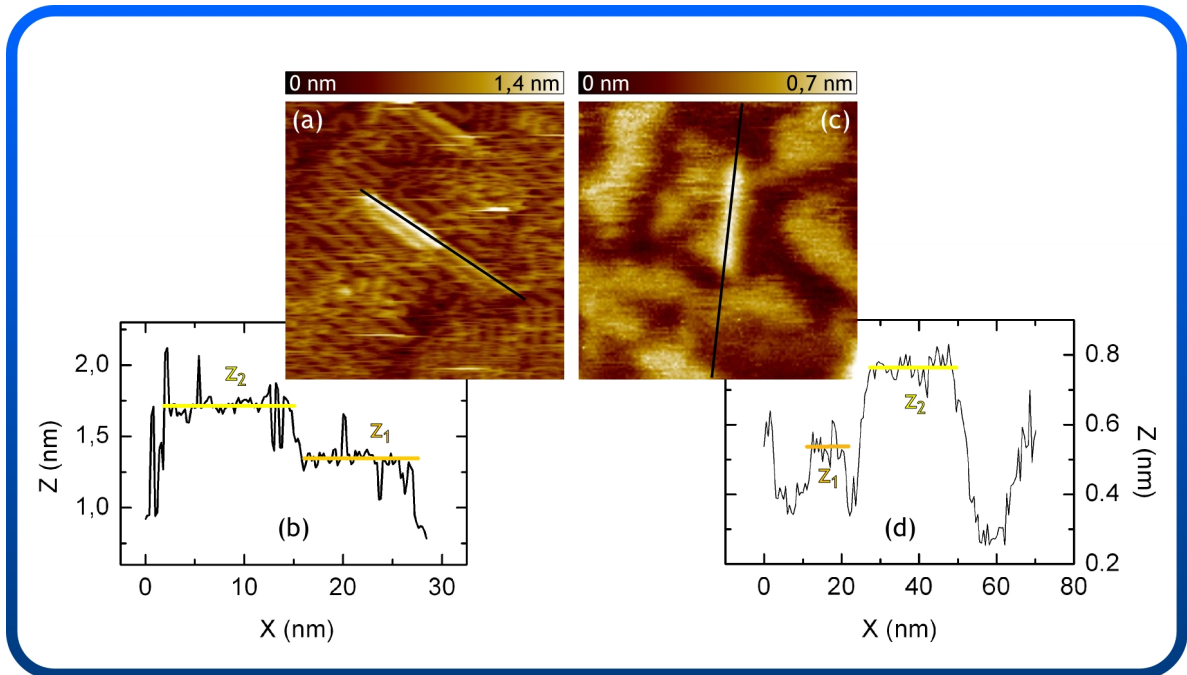 0 nm 1,4 nm
0 nm 0,7 nm
(a)
(c)
2,0
1,5
1,0
Z (nm)
z2
z1
(b)
0 10 20 30
X (nm)
0.8
0.6
0.4
0.2
Z (nm)
z2
z1
(d)
0 20 40 60 80
X (nm)